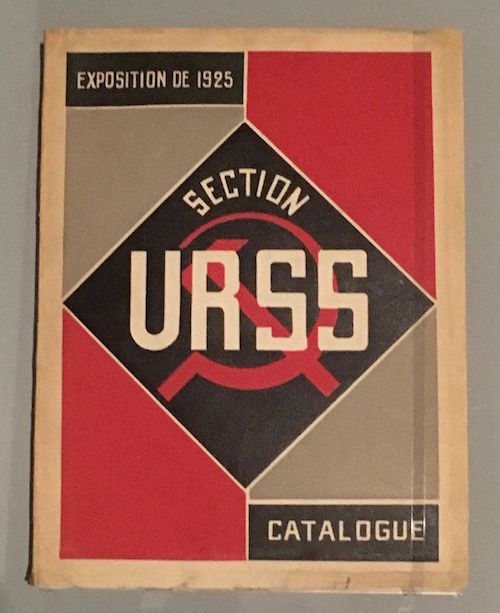 EXPOSITION DE 1925
SECTION
URSS
CATALOGUE